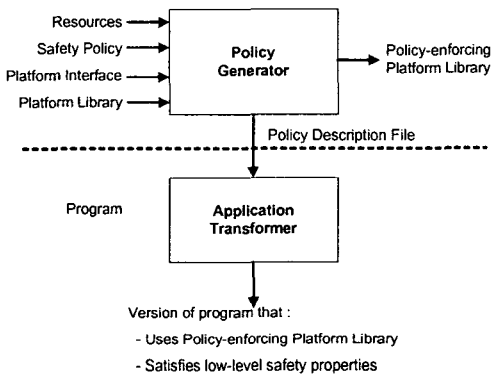 Resources
Safety Policy
Platform Interface
Platform Library
Policy
Generator
Policy-enforcing
Platform Library
Policy Description File
Program
Application
Transformer
Version of program that :
- Uses Policy-enforcing Platform Library
- Satisfies low-level safety properties